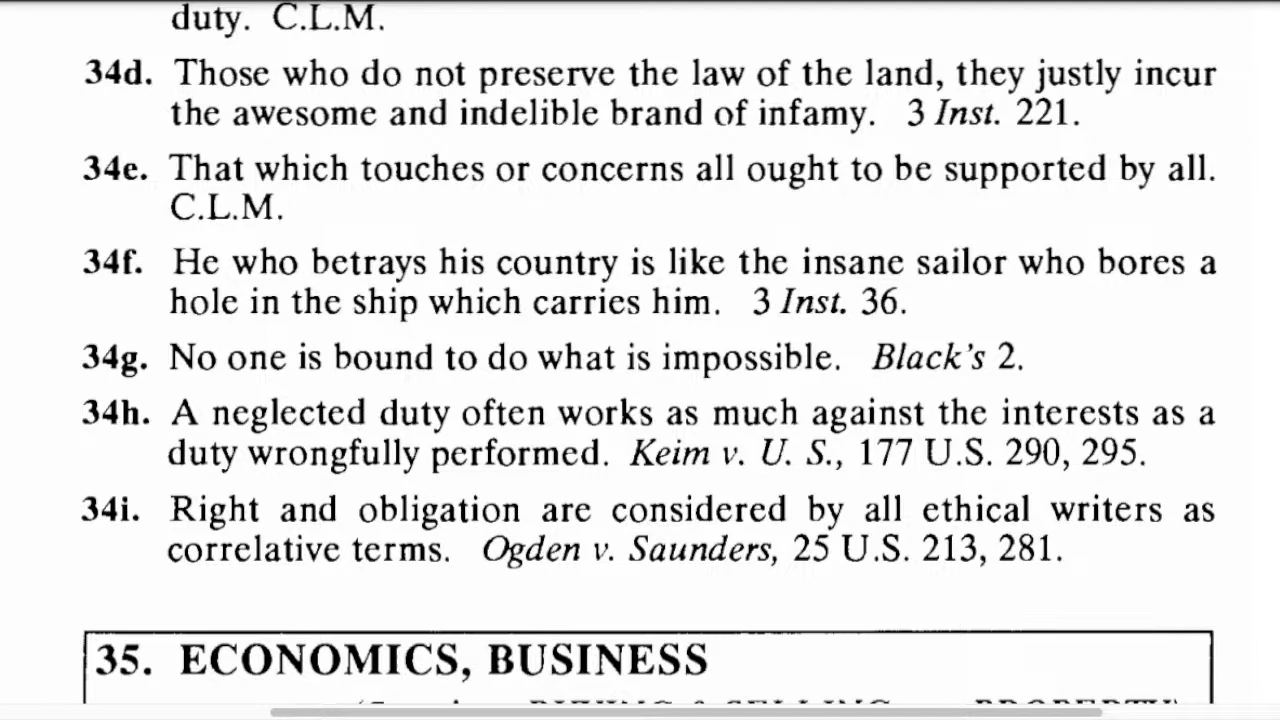 duty. C.L.M.
34d. Those who do not preserve the law of the land, they justly incur
the awesome and indelible brand of infamy. 3 Inst. 221.
34e. That which touches or concerns all ought to be supported by all.
C.L.M.
34f. He who betrays his country is like the insane sailor who bores a
hole in the ship which carries him. 3 Inst. 36.
34g. No one is bound to do what is impossible. Black's 2.
34h. A neglected duty often works as much against the interests as a
duty wrongfully performed. Keim v. U. S., 177 U.S. 290, 295.
34i. Right and obligation are considered by all ethical writers as
correlative terms. Ogden v. Saunders, 25 U.S. 213, 281.
35. ECONOMICS, BUSINESS